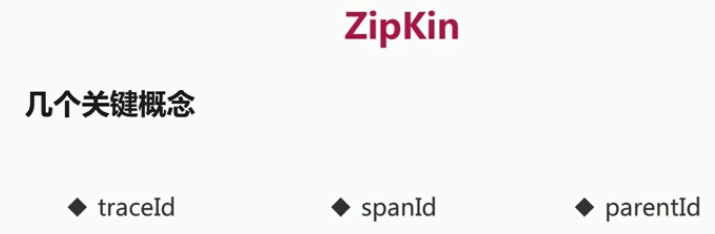 ZipKin
几个关键概念
◆ traceId ◆ spanId ◆ parentId